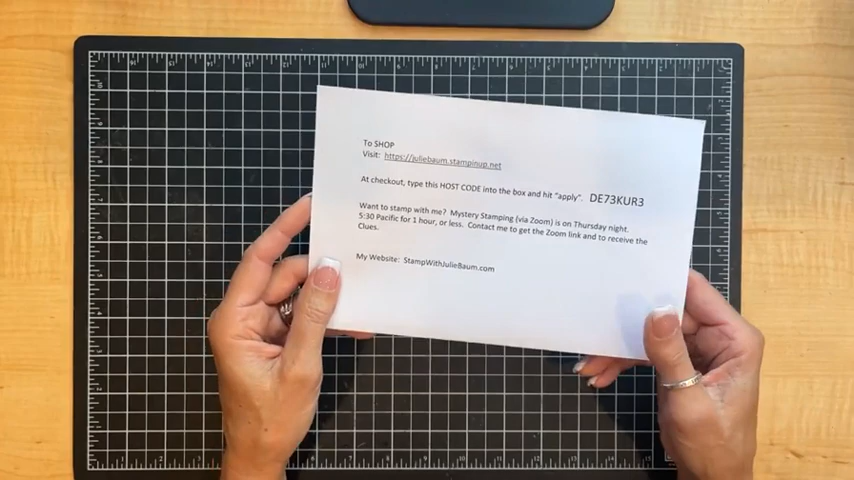 To SHOP
Visit: https://juliebaum.stampinup.net
At checkout, type this HOST CODE into the box and hit "apply". DE73KUR3
Want to stamp with me? Mystery Stamping (via Zoom) is on Thursday night.
5:30 Pacific for 1 hour, or less. Contact me to get the Zoom link and to receive the
Clues.
My Website: StampWithJulieBaum.com